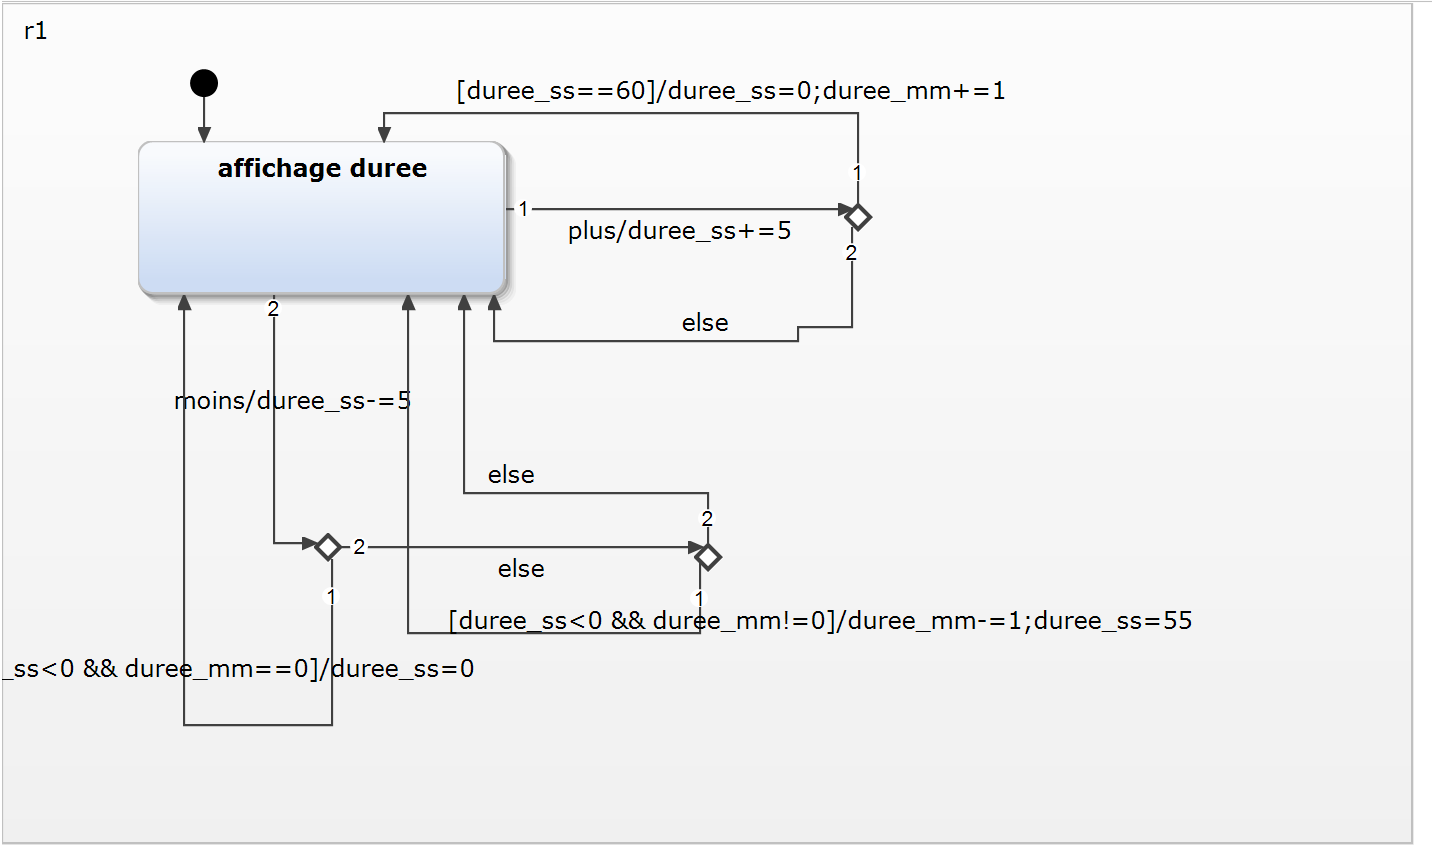 r1
[duree_ss==60]/duree_ss=0;duree_mm+=1
affichage duree
1
1
plus/duree_ss+=5
2
2
else
moins/duree_ss-=5
else
2
2
else
1
1
[duree_ss<0 && duree_mm!=0]/duree_mm-=1;duree_ss=55
_ss<0 && duree_mm==0]/duree_ss=0